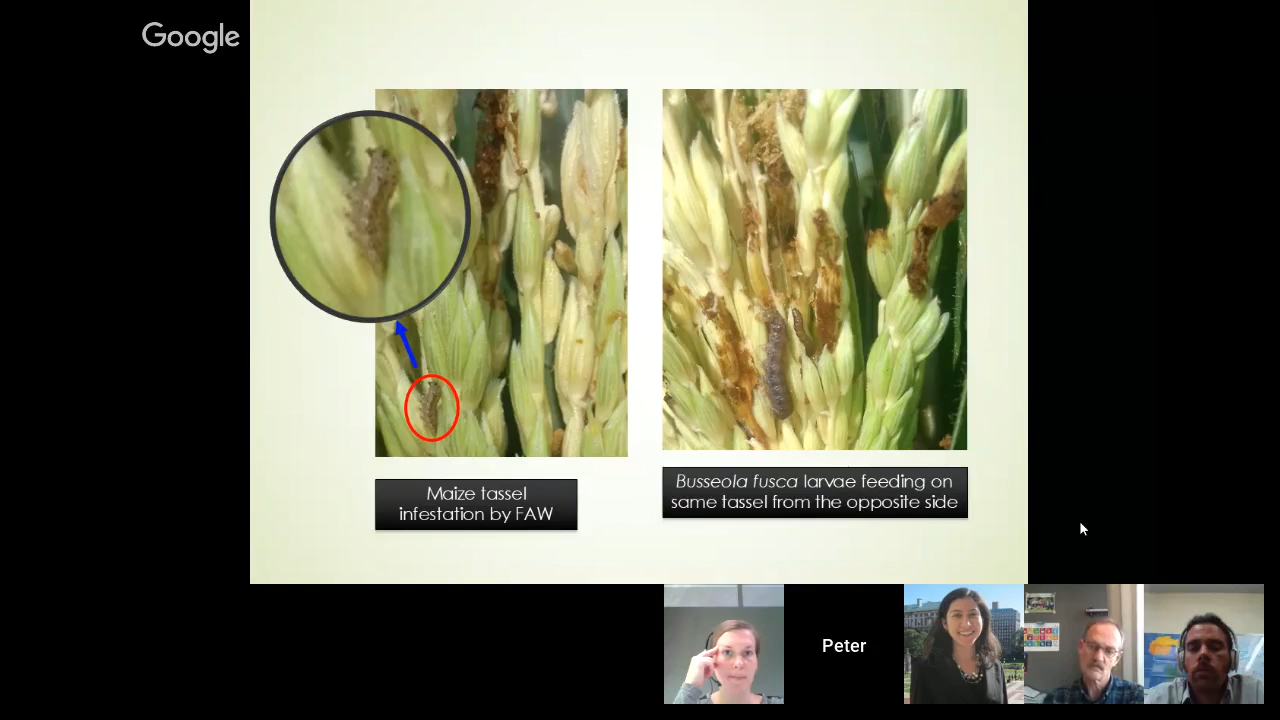 Google
Maize tassel
infestation by FAW
Busseola fusca larvae feeding on
same tassel from the opposite side
Peter